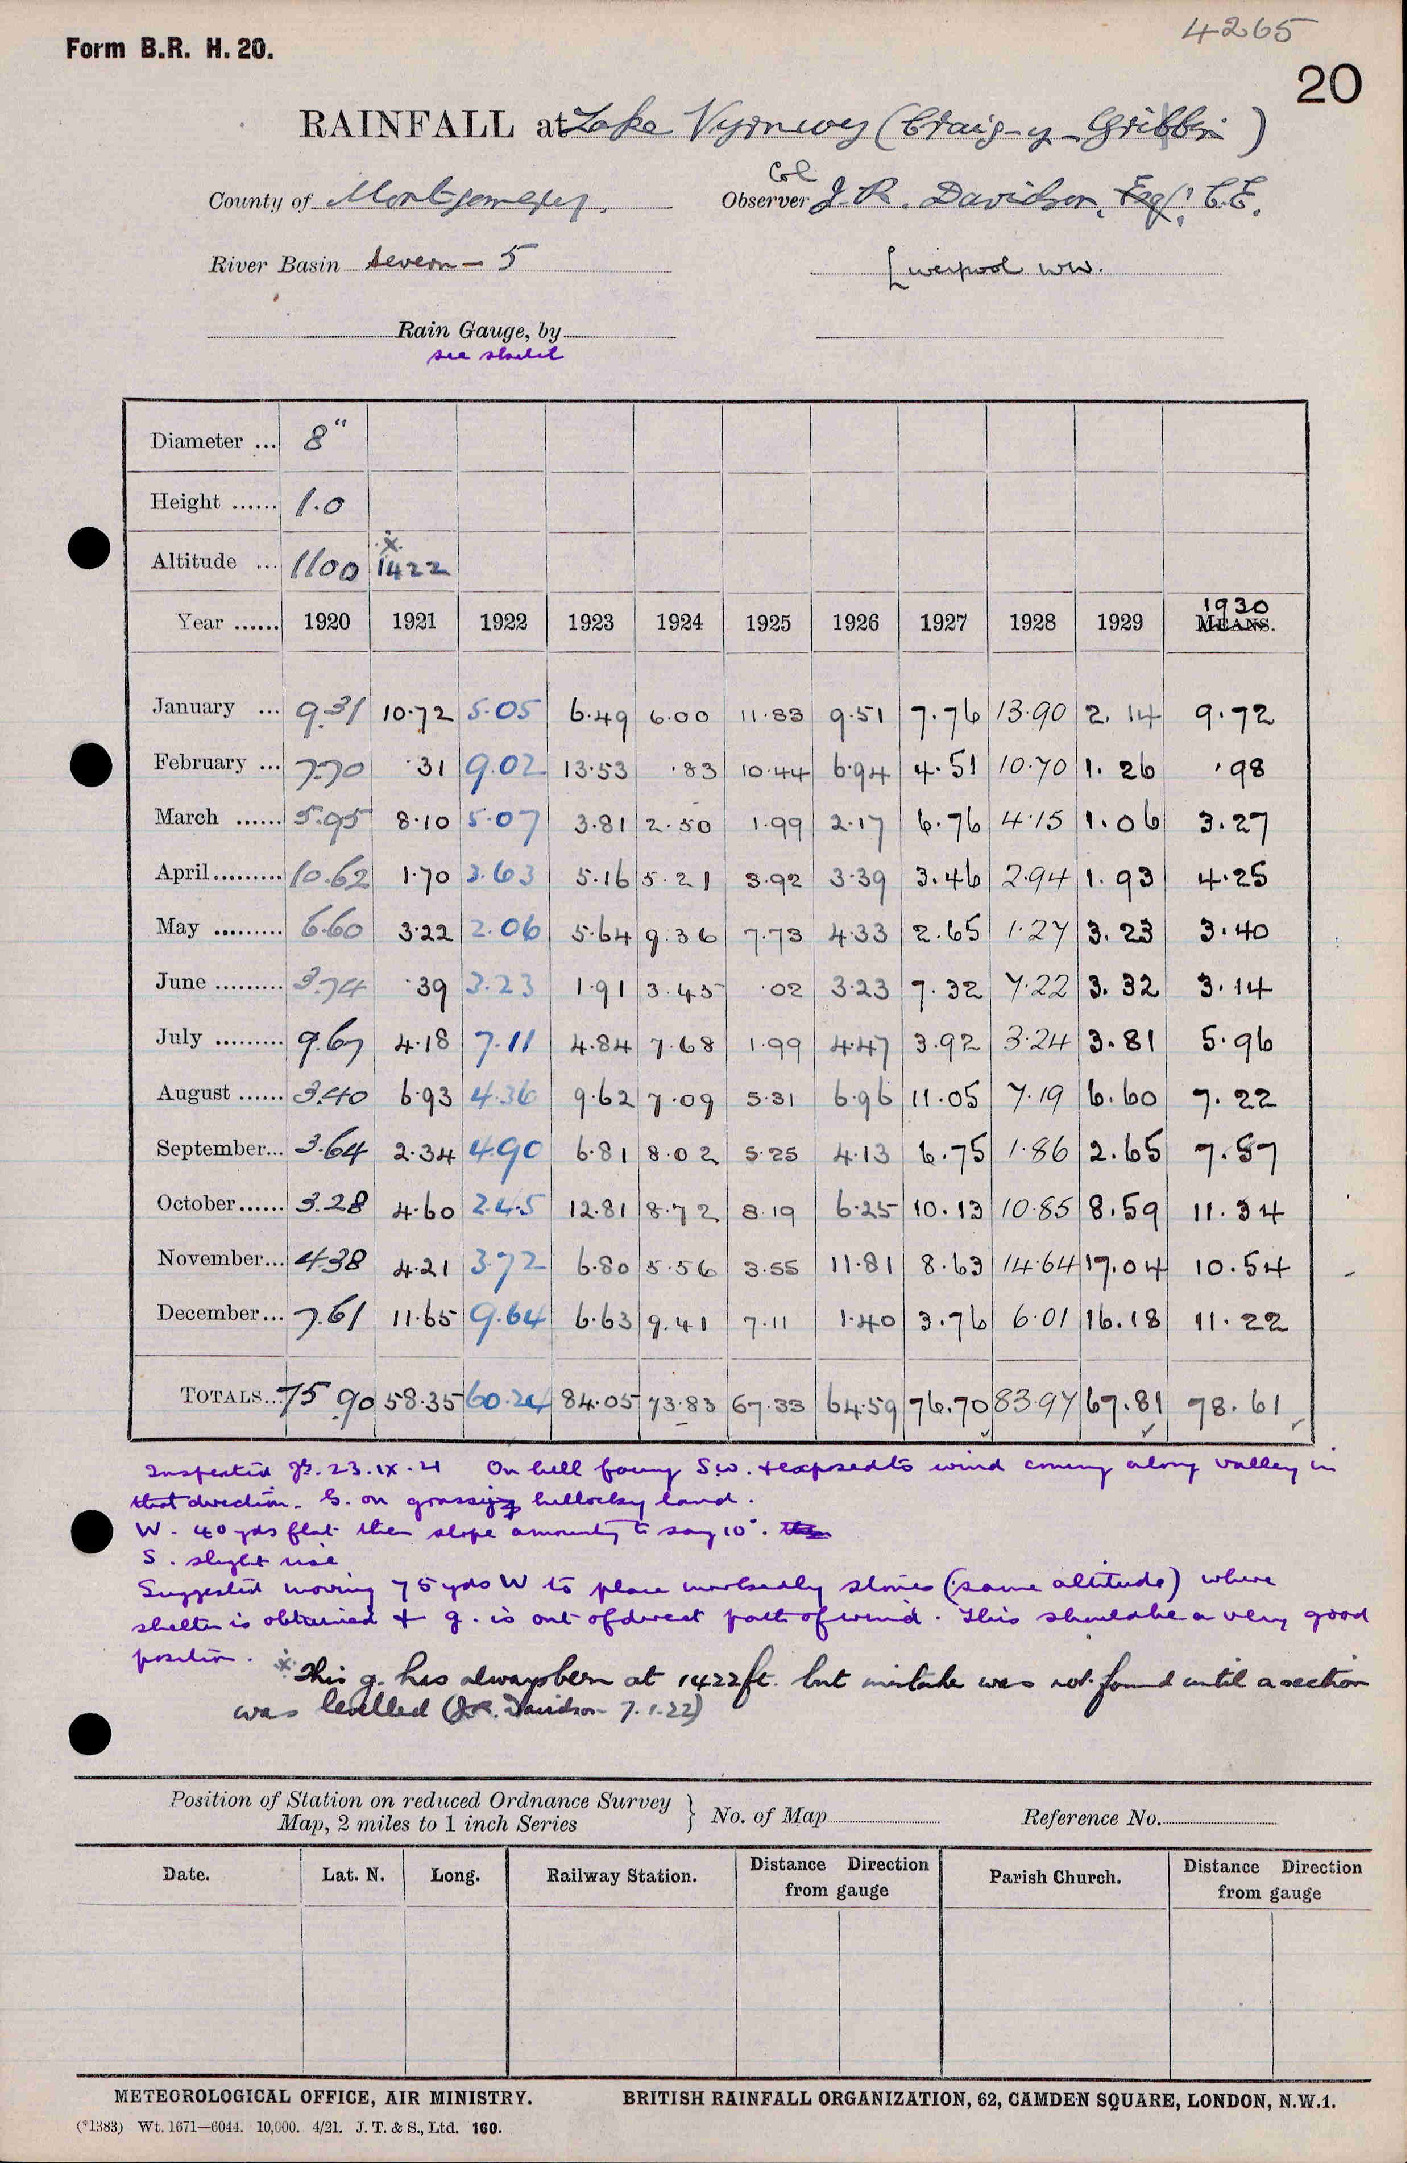 4265
Form B.R. H. 20.
20
RAINFALL at Lake Vyrnwy (Craig-y-Gribbin)
Col
County of Montgomery. Observer J. R. Davidson, Esq. C.E.
River Basin Severn - 5 Liverpool WW.
Rain Gauge, by
see sheet
Diameter ... 8"
Height ...... 1.0
Altitude ... 1100 x 1422
Year ...... 1920 1921 1922 1923 1924 1925 1926 1927 1928 1929 1930 MEANS.
January ... 9.31 10.72 5.05 6.49 6.00 11.83 9.51 7.76 13.90 2.14 9.72
February ... 7.70 .31 9.02 13.53 .83 10.44 6.94 4.51 10.70 1.26 .98
March ...... 5.95 8.10 5.07 3.81 2.50 1.99 2.17 6.76 4.15 1.06 3.27
April......... 10.62 1.70 3.63 5.16 5.21 3.92 3.39 3.46 2.94 1.93 4.25
May ......... 6.60 3.22 2.06 5.64 9.36 7.73 4.33 2.65 1.27 3.23 3.40
June ......... 3.74 .39 3.23 1.91 3.45 .02 3.23 7.32 7.22 3.32 3.14
July ......... 9.67 4.18 7.11 4.84 7.68 1.99 4.47 3.92 3.24 3.81 5.96
August ...... 3.40 6.93 4.36 9.62 7.09 5.31 6.96 11.05 7.19 6.60 7.22
September... 3.64 2.34 4.90 6.81 8.02 5.25 4.13 6.75 1.86 2.65 7.57
October...... 3.28 4.60 2.45 12.81 8.72 8.19 6.25 10.13 10.85 8.59 11.34
November... 4.38 4.21 3.72 6.80 5.56 3.55 11.81 8.63 14.64 17.04 10.54
December... 7.61 11.65 9.64 6.63 9.41 7.11 1.40 3.76 6.01 16.18 11.22
TOTALS... 75.90 58.35 60.24 84.05 73.83 67.33 64.59 76.70 83.97 67.81 78.61
Inspected 23.IX.21 On hill facing S.W. & exposed to wind coming along valley in
that direction. G. on grassy hillocky land.
W. 40 yds flat then slope amounting to say 10°.
S. slight rise
Suggested moving 75 yds W to place markedly stones (same altitude) where
shelter is obtained & g. is out of direct path of wind. This should be a very good
position.
x This g. has always been at 1422 ft. but mistake was not found until a section
was levelled (J.R. Davidson 7.1.22)
Position of Station on reduced Ordnance Survey
Map, 2 miles to 1 inch Series } No. of Map Reference No.
Date. Lat. N. Long. Railway Station. Distance Direction from gauge Parish Church. Distance Direction from gauge
METEOROLOGICAL OFFICE, AIR MINISTRY. BRITISH RAINFALL ORGANIZATION, 62, CAMDEN SQUARE, LONDON, N.W.1.
(*1383) Wt. 1671—6044. 10,000. 4/21. J. T. & S., Ltd. 160.